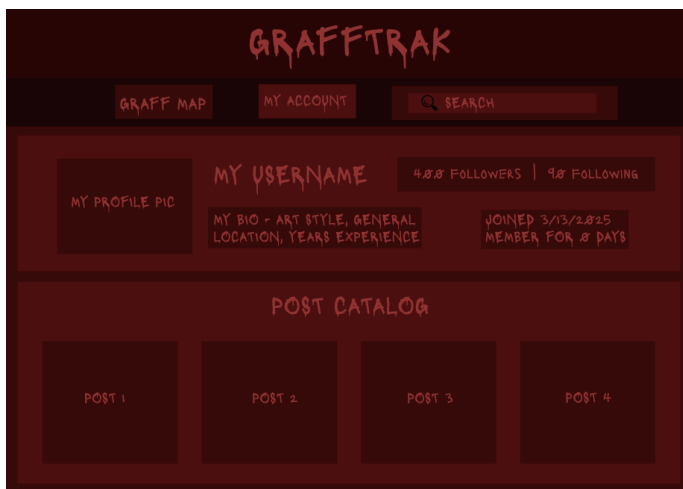 GRAFFTRAK
GRAFF MAP
MY ACCOUNT
SEARCH
MY PROFILE PIC
MY USERNAME
400 FOLLOWERS | 90 FOLLOWING
MY BIO - ART STYLE, GENERAL
LOCATION, YEARS EXPERIENCE
JOINED 3/13/2025
MEMBER FOR 0 DAYS
POST CATALOG
POST 1
POST 2
POST 3
POST 4